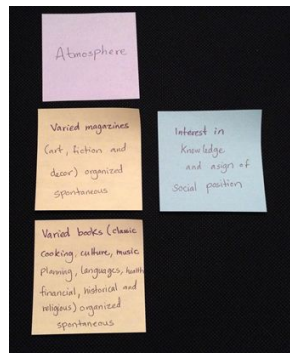 Atmosphere
Varied magazines
(art, fiction and
decor) organized
spontaneous
Interest in
Knowledge
and a sign of
social position
Varied books (classic
cooking, culture, music
planning, languages, health
financial, historical and
religious) organized
spontaneous